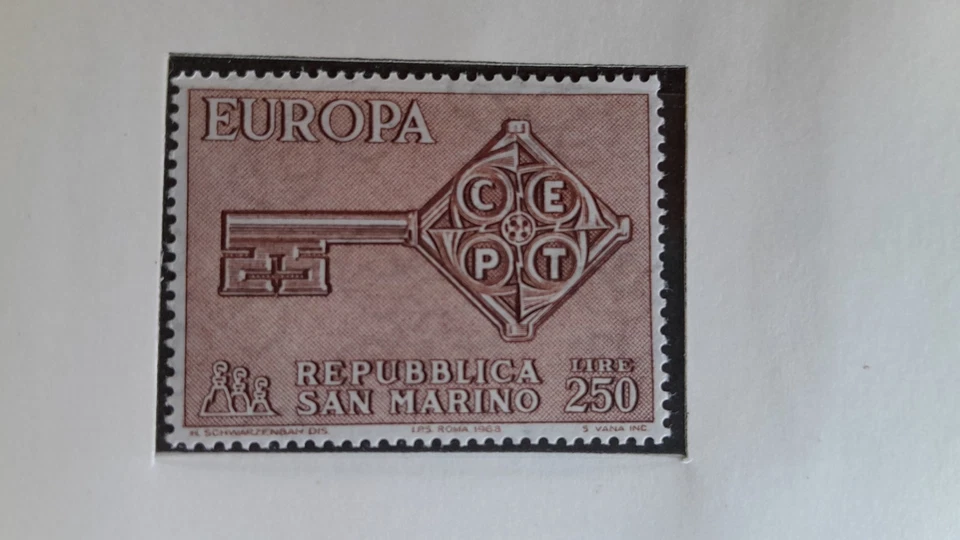 EUROPA
C E
P T
REPUBBLICA
SAN MARINO
LIRE
250
H. SCHWARZENBAH DIS. I.P.S. ROMA 1968 S. VANA INC.